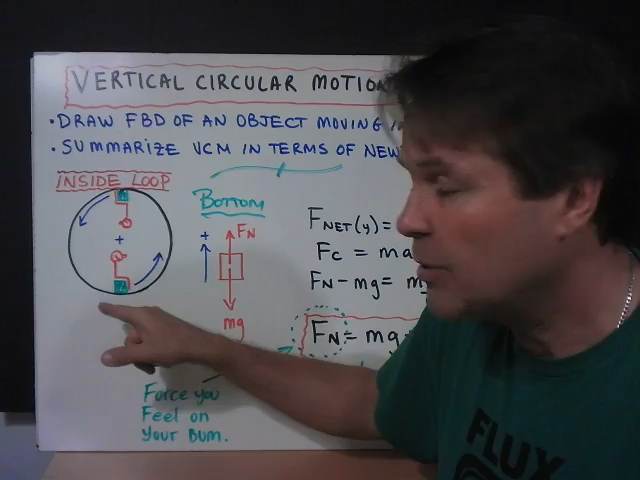 VERTICAL CIRCULAR MOTION
• DRAW FBD OF AN OBJECT MOVING
• SUMMARIZE VCM IN TERMS OF NEW
INSIDE LOOP
BOTTOM
+
+
FN
mg
FNET(y) =
Fc = ma
FN - mg = m
FN = mg
Force you
Feel on
Your Bum.
FLUX